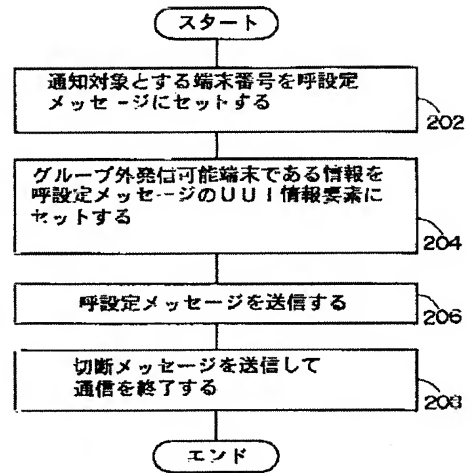 スタート
通知対象とする端末番号を呼設定
メッセージにセットする
202
グループ外発信可能端末である情報を
呼設定メッセージのUUI情報要素に
セットする
204
呼設定メッセージを送信する
206
切断メッセージを送信して
通信を終了する
208
エンド